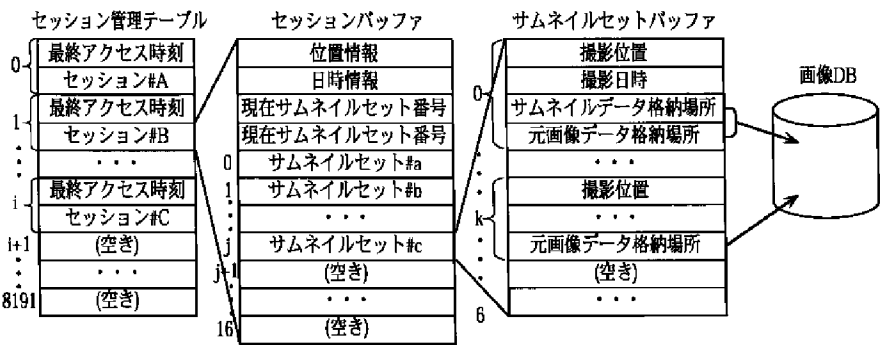 セッション管理テーブル
最終アクセス時刻
セッション#A
最終アクセス時刻
セッション#B
・・・
最終アクセス時刻
セッション#C
(空き)
・・・
(空き)
0
1
i
i+1
8191
セッションバッファ
位置情報
日時情報
現在サムネイルセット番号
現在サムネイルセット番号
サムネイルセット#a
サムネイルセット#b
・・・
サムネイルセット#c
(空き)
・・・
(空き)
0
1
j
j+1
16
サムネイルセットバッファ
撮影位置
撮影日時
サムネイルデータ格納場所
元画像データ格納場所
・・・
撮影位置
・・・
元画像データ格納場所
(空き)
・・・
0
k
6
画像DB